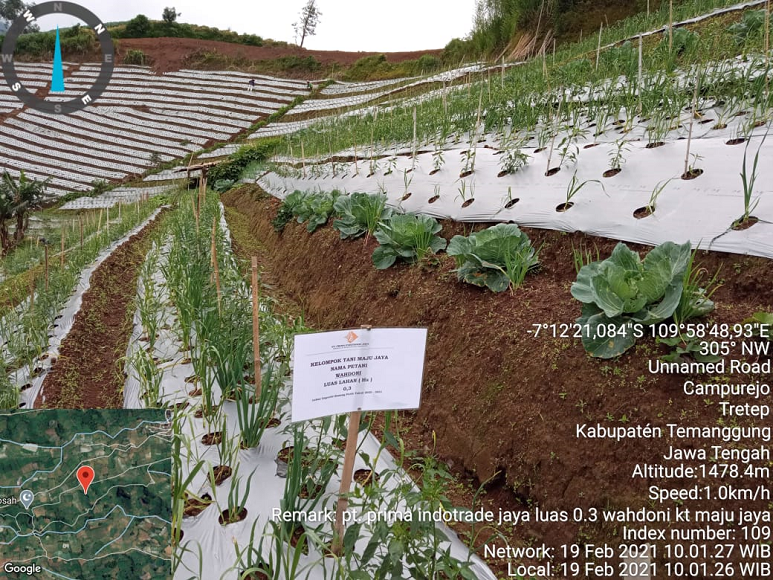 N
N
E
S
W
KELOMPOK TANI MAJU JAYA
NAMA PETANI
WAHDONI
LUAS LAHAN ( Ha )
0,3
-7°12'21,084"S 109°58'48,93"E
305° NW
Unnamed Road
Campurejo
Tretep
Kabupatén Temanggung
Jawa Tengah
Altitude:1478.4m
Speed:1.0km/h
Remark: pt. prima indotrade jaya luas 0.3 wahdoni kt maju jaya
Index number: 109
Network: 19 Feb 2021 10.01.27 WIB
Local: 19 Feb 2021 10.01.26 WIB
osah
Google